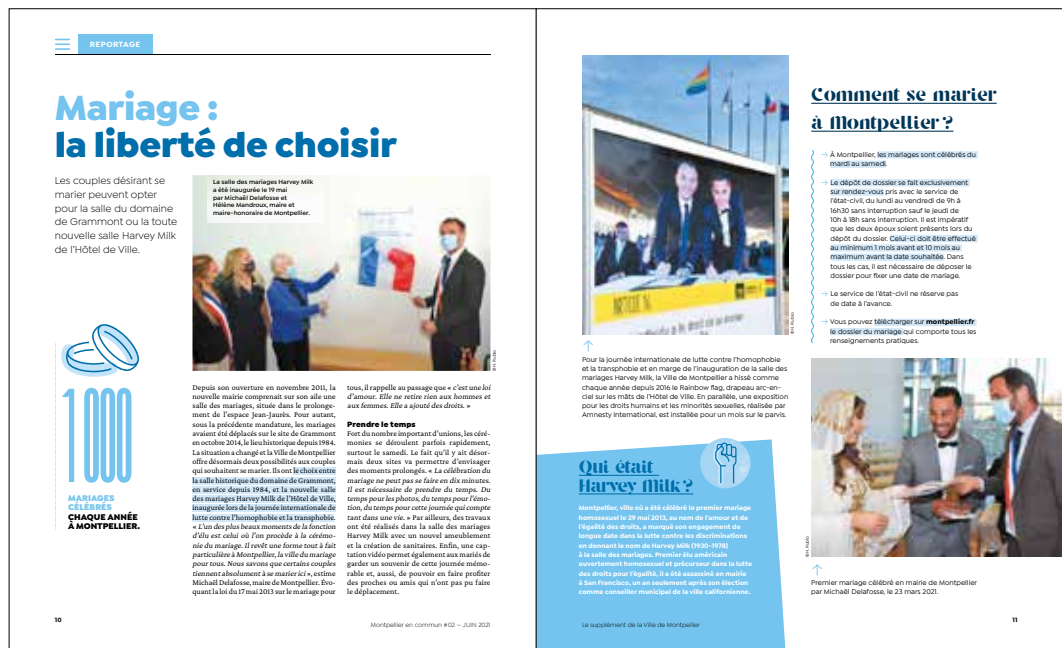 REPORTAGE
Mariage :
la liberté de choisir
Les couples désirant se
marier peuvent opter
pour la salle du domaine
de Grammont ou la toute
nouvelle salle Harvey Milk
de l'Hôtel de Ville.
La salle des mariages Harvey Milk
a été inaugurée le 19 mai
par Michaël Delafosse et
Hélène Mandroux, maire et
maire-honoraire de Montpellier.
©H. Rubio
1 000
MARIAGES
CÉLÉBRÉS
CHAQUE ANNÉE
À MONTPELLIER.
Depuis son ouverture en novembre 2011, la
nouvelle mairie comprenait sur son aile une
salle des mariages, située dans le prolonge-
ment de l'espace Jean-Jaurès. Pour autant,
sous la précédente mandature, les mariages
avaient été déplacés sur le site de Grammont
en octobre 2014, le lieu historique depuis 1984.
La situation a changé et la Ville de Montpellier
offre désormais deux possibilités aux couples
qui souhaitent se marier. Ils ont le choix entre
la salle historique du domaine de Grammont,
en service depuis 1984, et la nouvelle salle
des mariages Harvey Milk de l'Hôtel de Ville,
inaugurée lors de la journée internationale de
lutte contre l'homophobie et la transphobie.
« L'un des plus beaux moments de la fonction
d'élu est celui où l'on procède à la cérémo-
nie du mariage. Il revêt une forme tout à fait
particulière à Montpellier, la ville du mariage
pour tous. Nous savons que certains couples
tiennent absolument à se marier ici », estime
Michaël Delafosse, maire de Montpellier. Évo-
quant la loi du 17 mai 2013 sur le mariage pour
tous, il rappelle au passage que « c'est une loi
d'amour. Elle ne retire rien aux hommes et
aux femmes. Elle a ajouté des droits. »
Prendre le temps
Fort du nombre important d'unions, les céré-
monies se déroulent parfois rapidement,
surtout le samedi. Le fait qu'il y ait désor-
mais deux sites va permettre d'envisager
des moments prolongés. « La célébration du
mariage ne peut pas se faire en dix minutes.
Il est nécessaire de prendre du temps. Du
temps pour les photos, du temps pour l'émo-
tion, du temps pour cette journée qui compte
tant dans une vie. » Par ailleurs, des travaux
ont été réalisés dans la salle des mariages
Harvey Milk avec un nouvel ameublement
et la création de sanitaires. Enfin, une cap-
tation vidéo permet également aux mariés de
garder un souvenir de cette journée mémo-
rable et, aussi, de pouvoir en faire profiter
des proches ou amis qui n'ont pas pu faire
le déplacement.
10
Montpellier en commun #02 – JUIN 2021
ARTICLE 16
©H. Rubio
Pour la journée internationale de lutte contre l'homophobie
et la transphobie et en marge de l'inauguration de la salle des
mariages Harvey Milk, la Ville de Montpellier a hissé comme
chaque année depuis 2016 le Rainbow flag, drapeau arc-en-
ciel sur les mâts de l'Hôtel de Ville. En parallèle, une exposition
pour les droits humains et les minorités sexuelles, réalisée par
Amnesty International, est installée pour un mois sur le parvis.
Qui était
Harvey Milk ?
Montpellier, ville où a été célébré le premier mariage
homosexuel le 29 mai 2013, au nom de l'amour et de
l'égalité des droits, a marqué son engagement de
longue date dans la lutte contre les discriminations
en donnant le nom de Harvey Milk (1930-1978)
à la salle des mariages. Premier élu américain
ouvertement homosexuel et précurseur dans la lutte
des droits pour l'égalité, il a été assassiné en mairie
à San Francisco, un an seulement après son élection
comme conseiller municipal de la ville californienne.
Le supplément de la Ville de Montpellier
Comment se marier
à Montpellier ?
→ À Montpellier, les mariages sont célébrés du
mardi au samedi.
→ Le dépôt de dossier se fait exclusivement
sur rendez-vous pris avec le service de
l'état-civil, du lundi au vendredi de 9h à
16h30 sans interruption sauf le jeudi de
10h à 18h sans interruption. Il est impératif
que les deux époux soient présents lors du
dépôt du dossier. Celui-ci doit être effectué
au minimum 1 mois avant et 10 mois au
maximum avant la date souhaitée. Dans
tous les cas, il est nécessaire de déposer le
dossier pour fixer une date de mariage.
→ Le service de l'état-civil ne réserve pas
de date à l'avance.
→ Vous pouvez télécharger sur montpellier.fr
le dossier du mariage qui comporte tous les
renseignements pratiques.
©H. Rubio
Premier mariage célébré en mairie de Montpellier
par Michaël Delafosse, le 23 mars 2021.
11